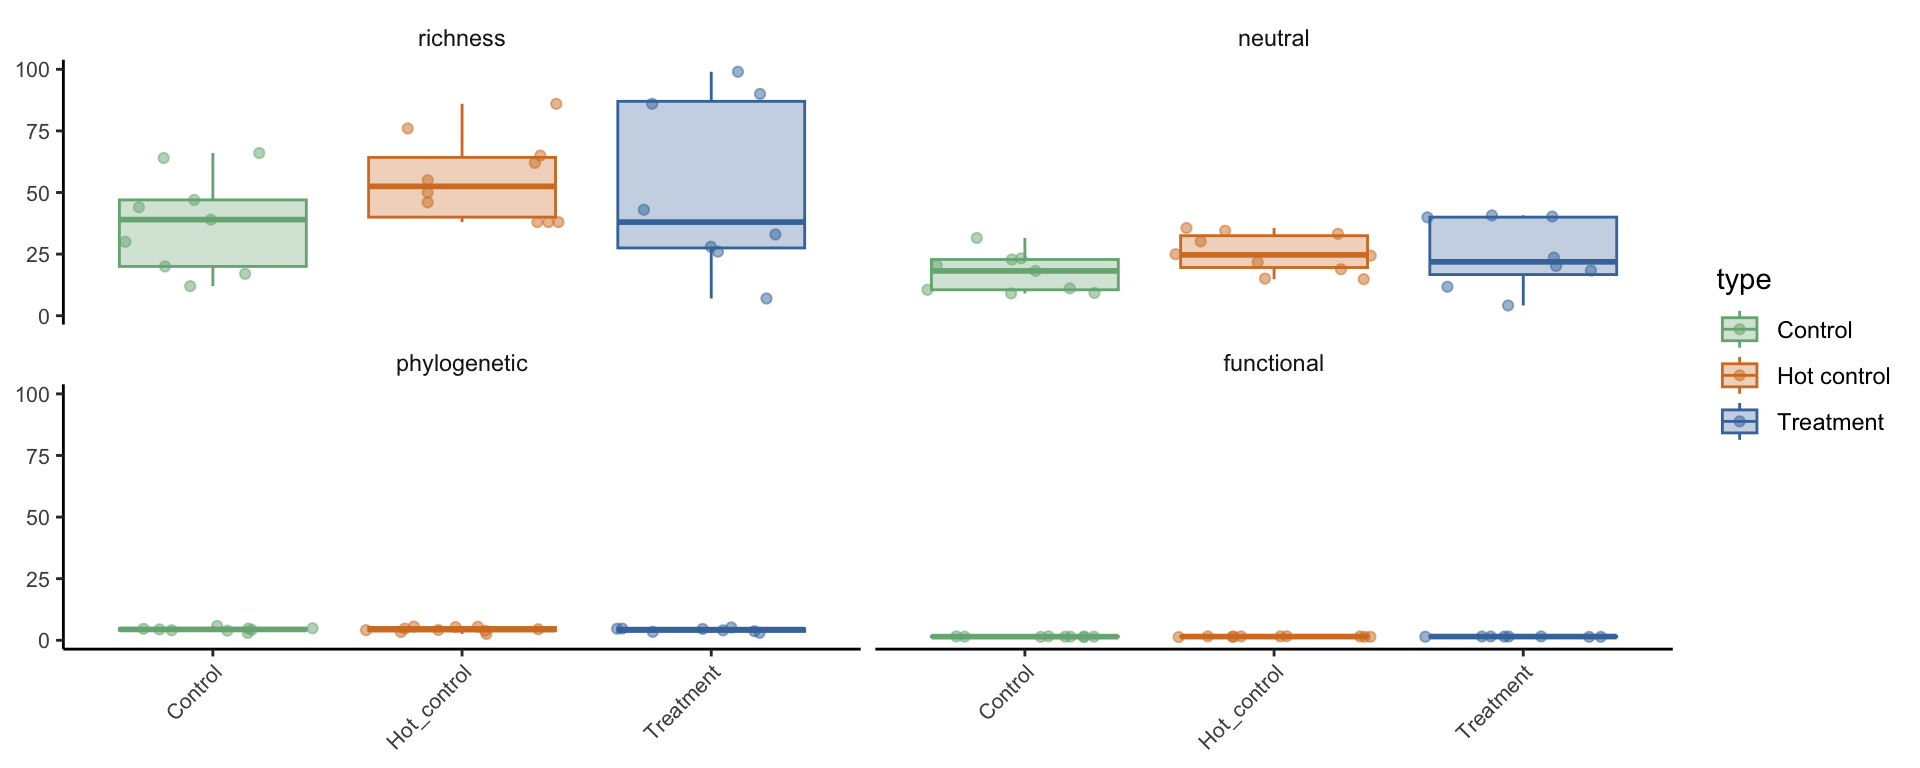 richness
neutral
100
75
50
25
0
phylogenetic
functional
100
75
50
25
0
Control
Hot_control
Treatment
Control
Hot_control
Treatment
type
Control
Hot control
Treatment